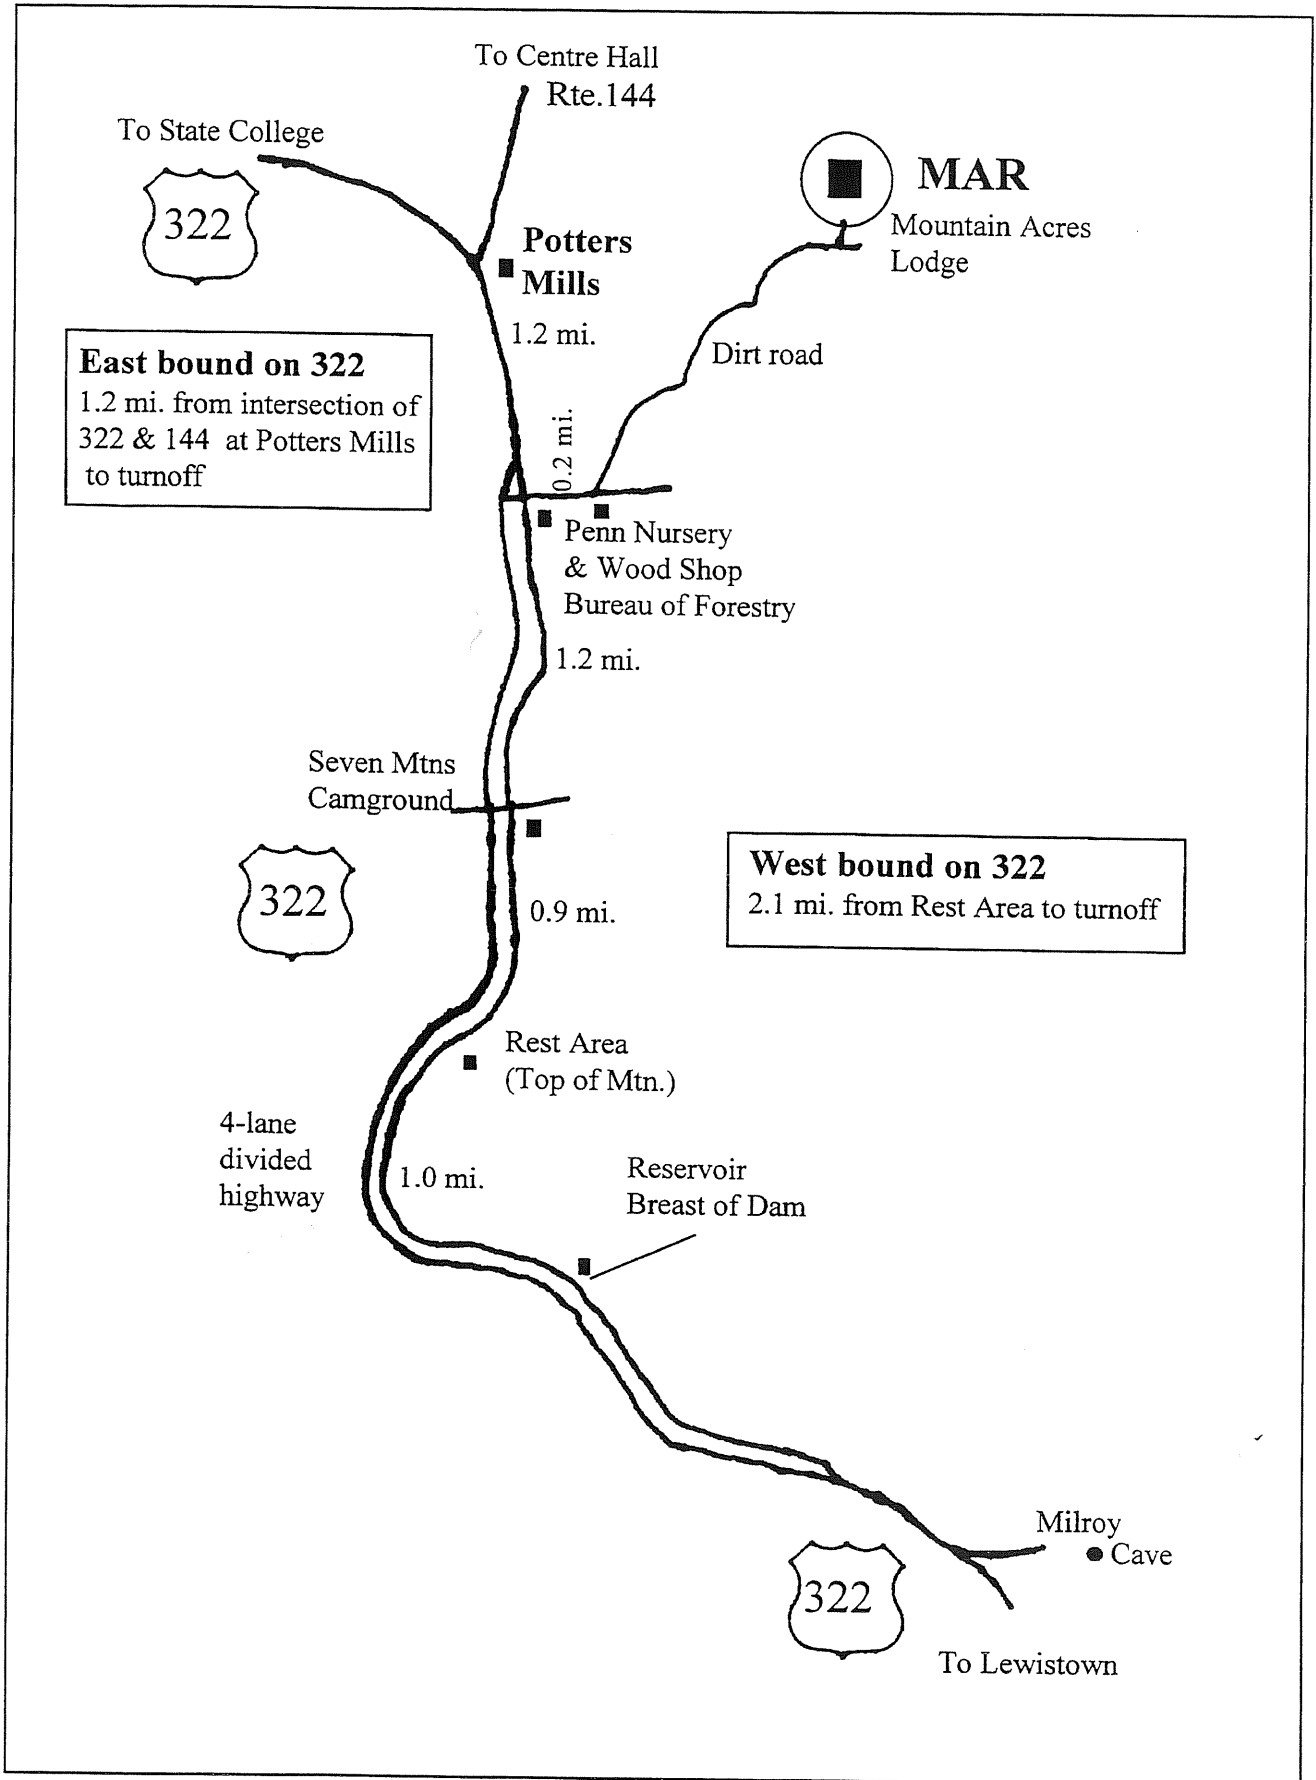 To Centre Hall
Rte.144
To State College
322
MAR
Mountain Acres
Lodge
Potters
Mills
1.2 mi.
Dirt road
East bound on 322
1.2 mi. from intersection of
322 & 144 at Potters Mills
to turnoff
0.2 mi.
Penn Nursery
& Wood Shop
Bureau of Forestry
1.2 mi.
Seven Mtns
Camground
322
West bound on 322
2.1 mi. from Rest Area to turnoff
0.9 mi.
Rest Area
(Top of Mtn.)
4-lane
divided
highway
1.0 mi.
Reservoir
Breast of Dam
Milroy
Cave
322
To Lewistown